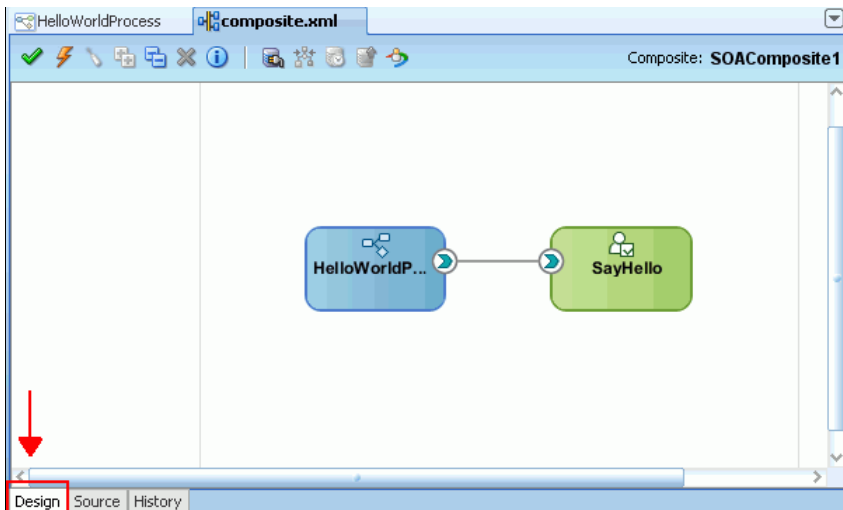 HelloWorldProcess composite.xml
Composite: SOAComposite1
HelloWorldP... SayHello
Design Source History